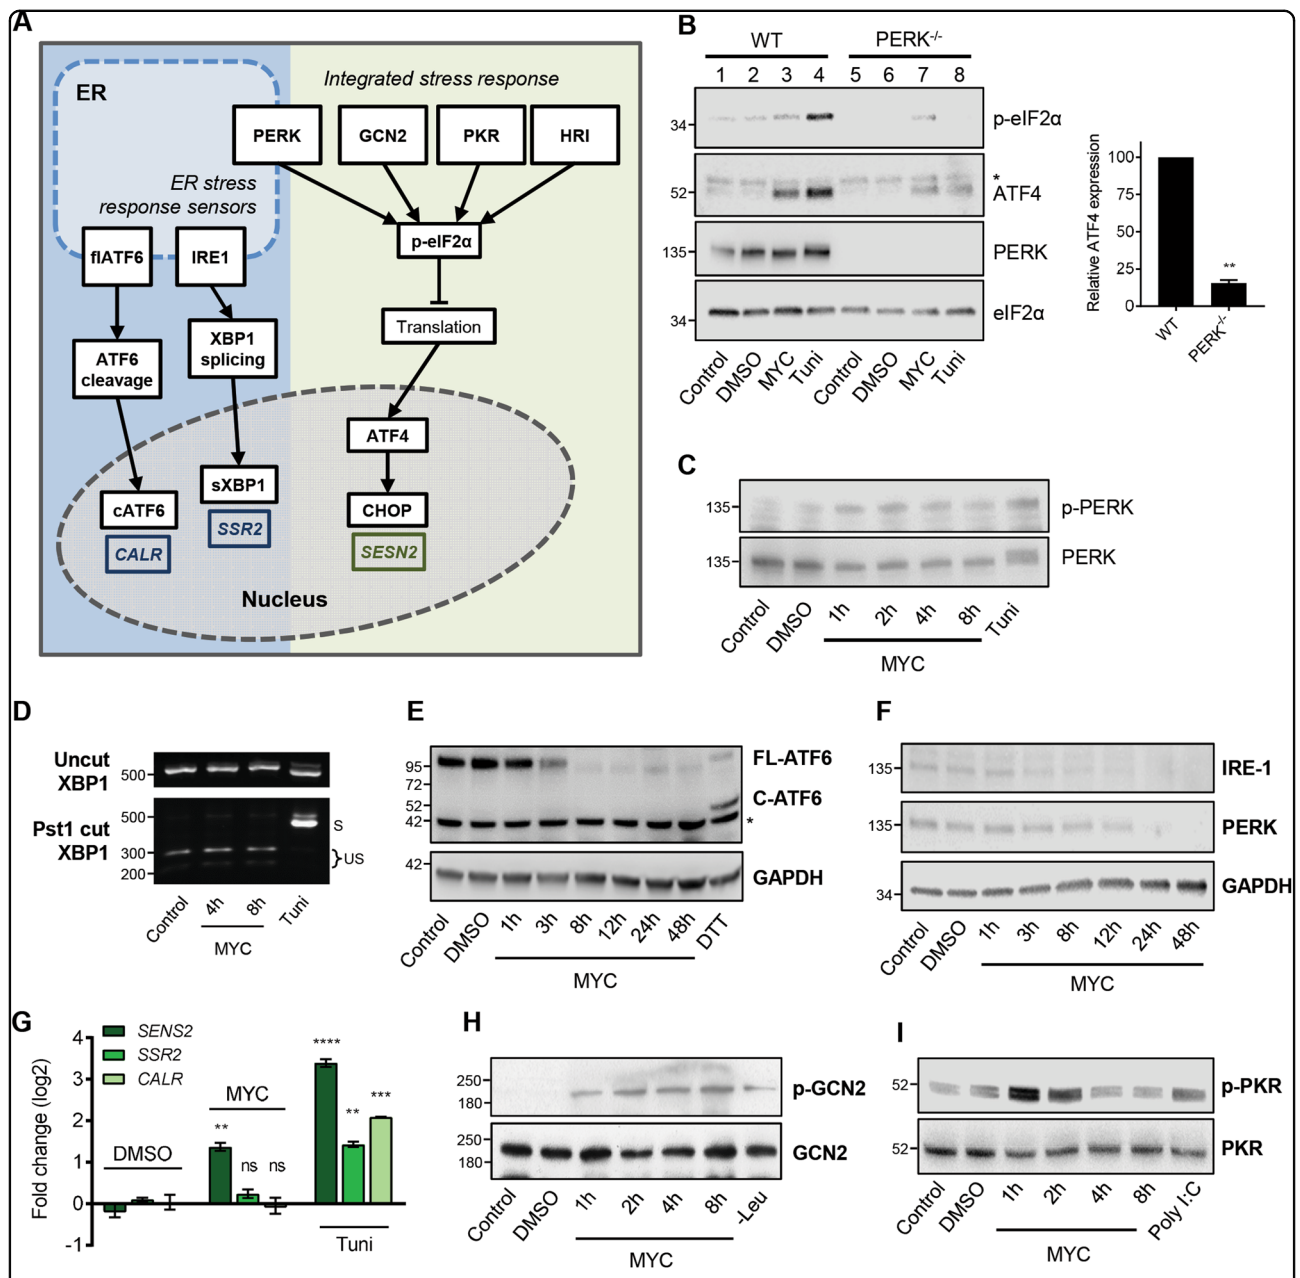 A
ER
Integrated stress response
PERK
GCN2
PKR
HRI
ER stress
response sensors
flATF6
IRE1
p-eIF2α
ATF6
cleavage
XBP1
splicing
Translation
ATF4
cATF6
sXBP1
CHOP
CALR
SSR2
SESN2
Nucleus
B
WT
PERK-/-
1 2 3 4 5 6 7 8
34
p-eIF2α
*
52
ATF4
135
PERK
34
eIF2α
Control DMSO MYC Tuni Control DMSO MYC Tuni
Relative ATF4 expression
100
75
50
25
0
**
WT
PERK-/-
C
135
p-PERK
135
PERK
Control DMSO 1h 2h 4h 8h Tuni
MYC
D
Uncut
XBP1
500
Pst1 cut
XBP1
500
300
200
S
}US
Control 4h 8h Tuni
MYC
E
95
72
52
42
FL-ATF6
C-ATF6
*
42
GAPDH
Control DMSO 1h 3h 8h 12h 24h 48h DTT
MYC
F
135
IRE-1
135
PERK
34
GAPDH
Control DMSO 1h 3h 8h 12h 24h 48h
MYC
G
SENS2
SSR2
CALR
Fold change (log2)
4
3
2
1
0
-1
DMSO
MYC
** ns ns
**** ** ***
Tuni
H
250
180
p-GCN2
250
180
GCN2
Control DMSO 1h 2h 4h 8h -Leu
MYC
I
52
p-PKR
52
PKR
Control DMSO 1h 2h 4h 8h Poly I:C
MYC